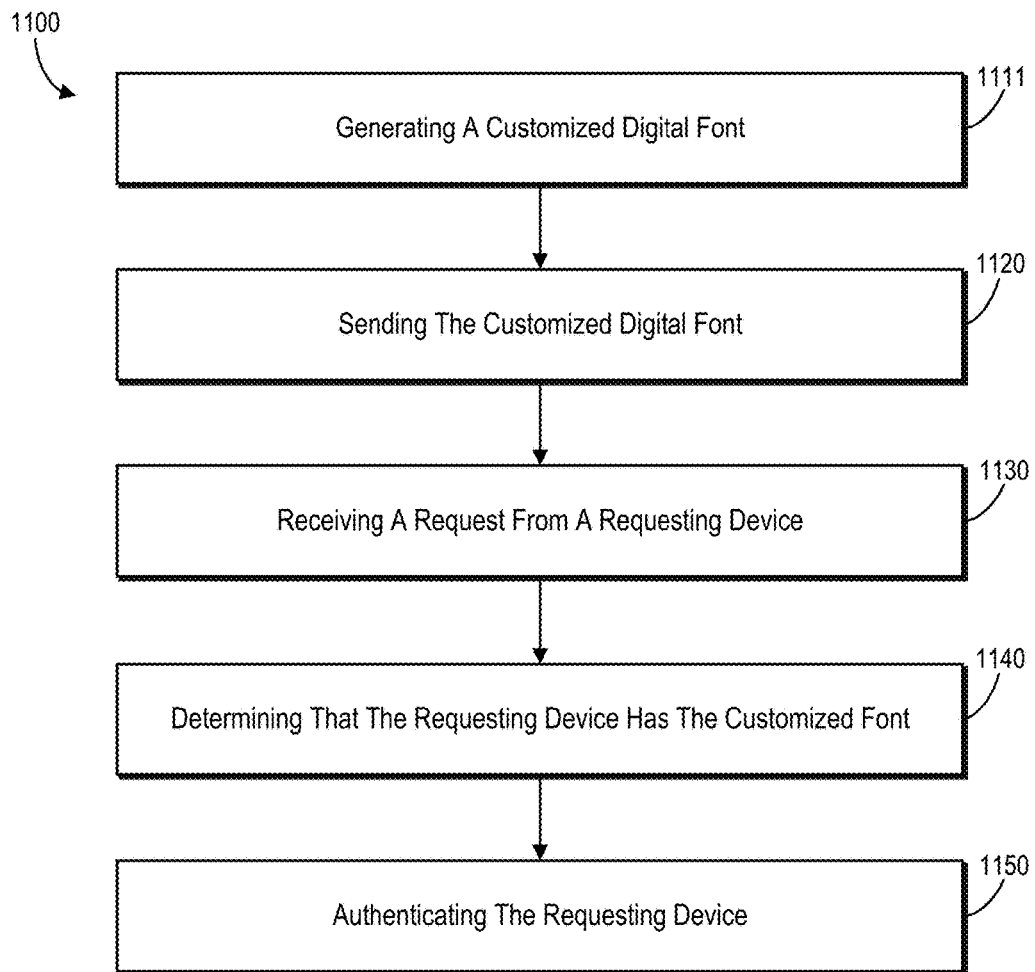 1100
Generating A Customized Digital Font
1111
Sending The Customized Digital Font
1120
Receiving A Request From A Requesting Device
1130
Determining That The Requesting Device Has The Customized Font
1140
Authenticating The Requesting Device
1150